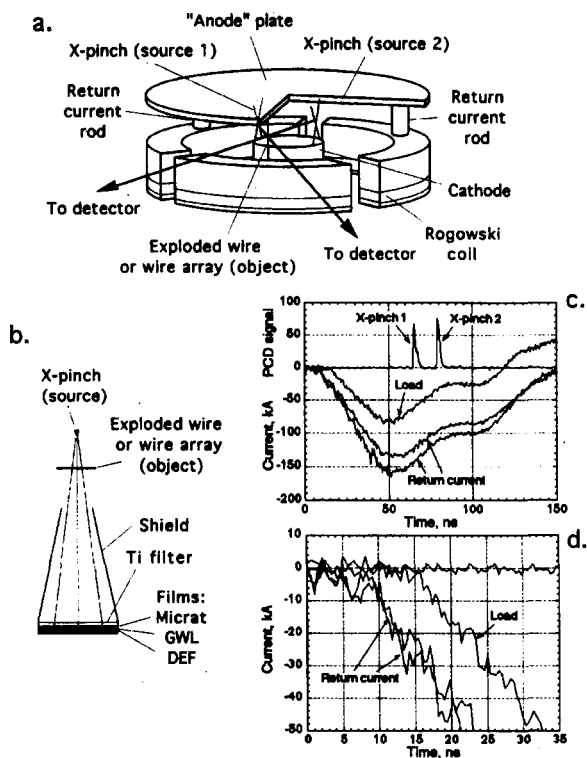 a.
"Anode" plate
X-pinch (source 1)
X-pinch (source 2)
Return
current
rod
Return
current
rod
Cathode
To detector
Rogowski
coil
Exploded wire
or wire array (object)
To detector
b.
X-pinch
(source)
Exploded wire
or wire array
(object)
Shield
Ti filter
Films:
Micrat
GWL
DEF
c.
PCD signal
Current, kA
100
50
0
-50
-100
-150
-200
X-pinch 1
X-pinch 2
Load
Return current
0 50 100 150
Time, ns
d.
Current, kA
10
0
-10
-20
-30
-40
-50
Load
Return current
0 5 10 15 20 25 30 35
Time, ns